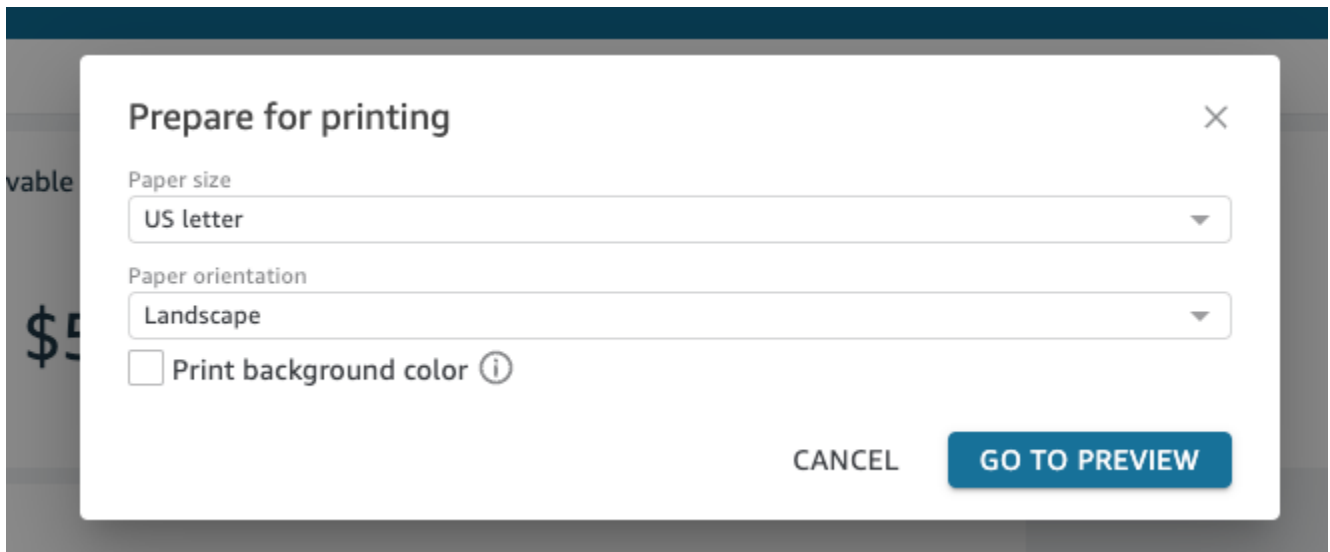 Prepare for printing
Paper size
vable
US letter
Paper orientation
Landscape
$5
Print background color
CANCEL GO TO PREVIEW